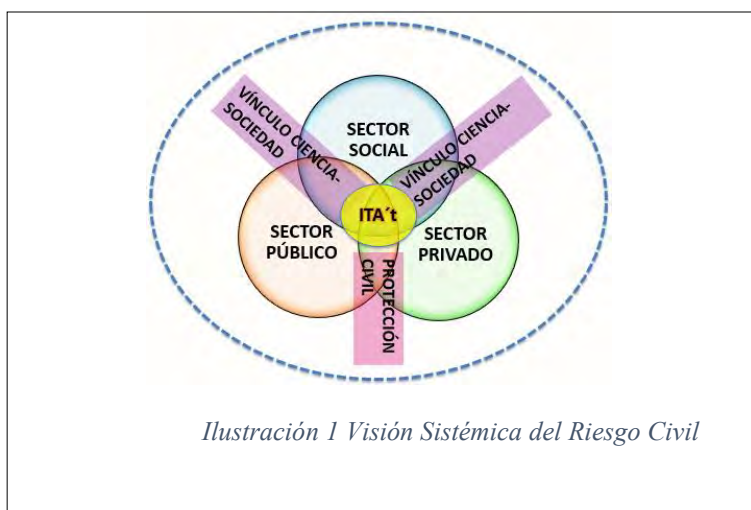 VÍNCULO CIENCIA-
SOCIEDAD
SECTOR
SOCIAL
VÍNCULO CIENCIA-
SOCIEDAD
ITA´t
SECTOR
PÚBLICO
SECTOR
PRIVADO
PROTECCIÓN
CIVIL
Ilustración 1 Visión Sistémica del Riesgo Civil